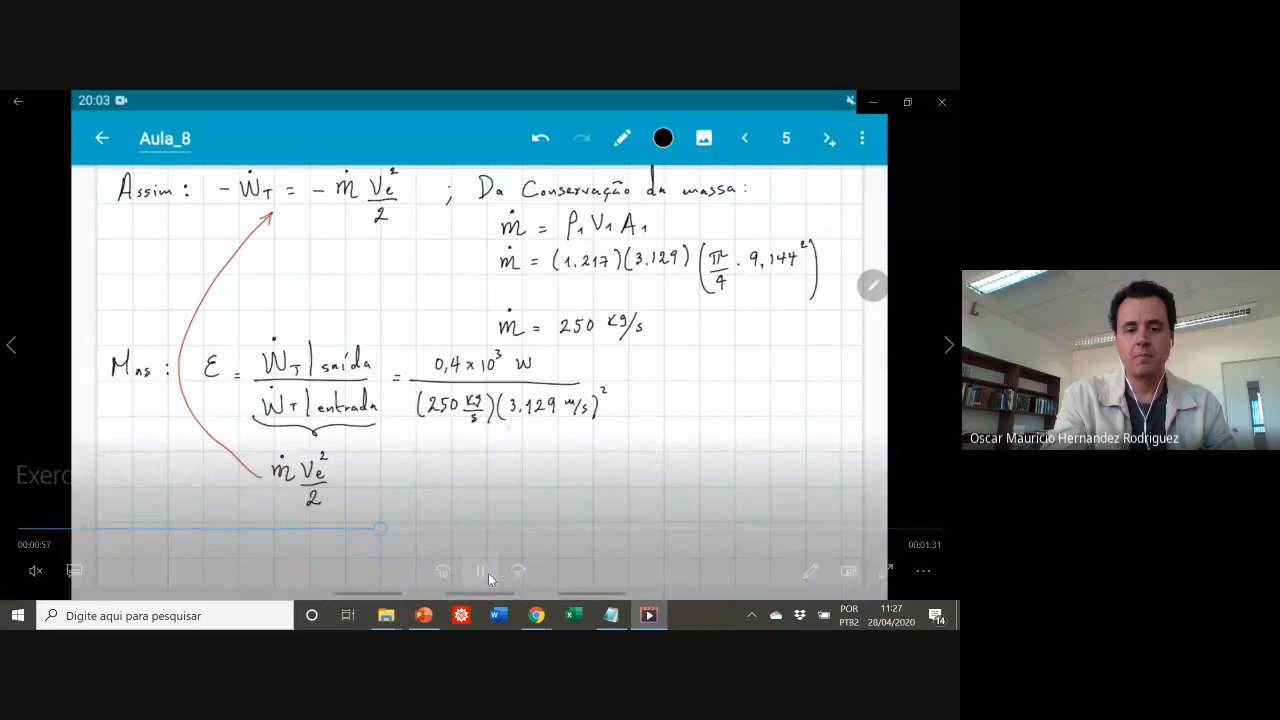 20:03
Aula_8
5
Assim: - Ẇ_T = - ṁ Ve²/2 ; Da Conservação da massa:
ṁ = ρ₁ V₁ A₁
ṁ = (1.217)(3.129)(π/4 . 9,144²)
ṁ = 250 kg/s
Mas: ε = Ẇ_T| saída / Ẇ_T| entrada = 0,4 x 10³ W / (250 kg/s)(3.129 m/s)²
ṁ Ve²/2
Exerc
00:00:57
00:01:31
10
Oscar Mauricio Hernandez Rodriguez
Digite aqui para pesquisar
POR
PTB2
11:27
28/04/2020
14